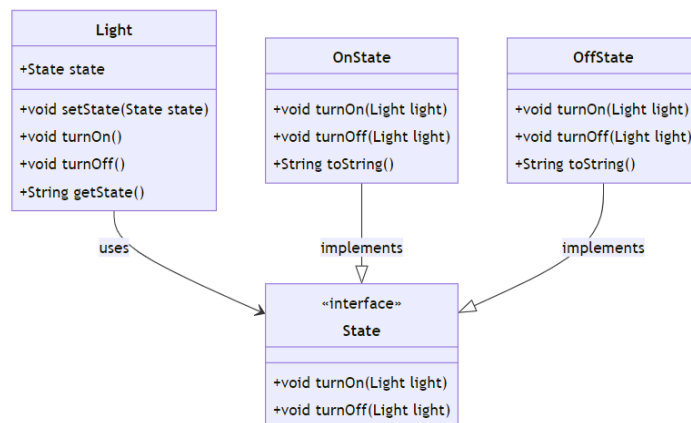 Light
+State state
+void setState(State state)
+void turnOn()
+void turnOff()
+String getState()
OnState
+void turnOn(Light light)
+void turnOff(Light light)
+String toString()
OffState
+void turnOn(Light light)
+void turnOff(Light light)
+String toString()
uses
implements
implements
«interface»
State
+void turnOn(Light light)
+void turnOff(Light light)